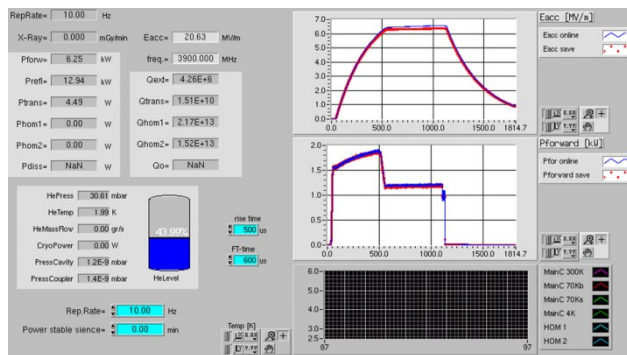 RepRate= 10.00 Hz
X-Ray= 0.000 mGy/min
Eacc= 20.63 MV/m
Pforw= 6.25 kW
freq.= 3900.000 MHz
Prefl= 12.94 kW
Qext= 4.26E+6
Ptrans= 4.49 W
Qtrans= 1.51E+10
Phom1= 0.00 W
Qhom1= 2.17E+13
Phom2= 0.00 W
Qhom2= 1.52E+13
Pdiss= NaN W
Qo= NaN
HePress 30.61 mbar
HeTemp 1.99 K
HeMassFlow 0.00 gr/s
CryoPower 0.00 W
PressCavity 1.2E-9 mbar
PressCoupler 1.4E-9 mbar
43.99%
HeLevel
rise time
500 us
FT-time
600 us
Rep.Rate= 10.00 Hz
Power stable sience= 0.00 min
Temp [K]
7.0
6.0
5.0
4.0
3.0
2.0
1.0
0.0
0.0 500.0 1000.0 1500.0 1814.7
Eacc [MV/m]
Eacc online
Eacc save
2.0
1.5
1.0
0.5
0.0
0.0 500.0 1000.0 1500.0 1814.7
Pforward [kW]
Pfor online
Pforward save
6.0
5.0
4.0
3.0
2.5
87 97
MainC 300K
MainC 70Kb
MainC 70Ka
MainC 4K
HOM 1
HOM 2